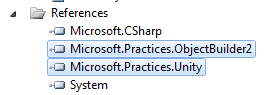 References
Microsoft.CSharp
Microsoft.Practices.ObjectBuilder2
Microsoft.Practices.Unity
System